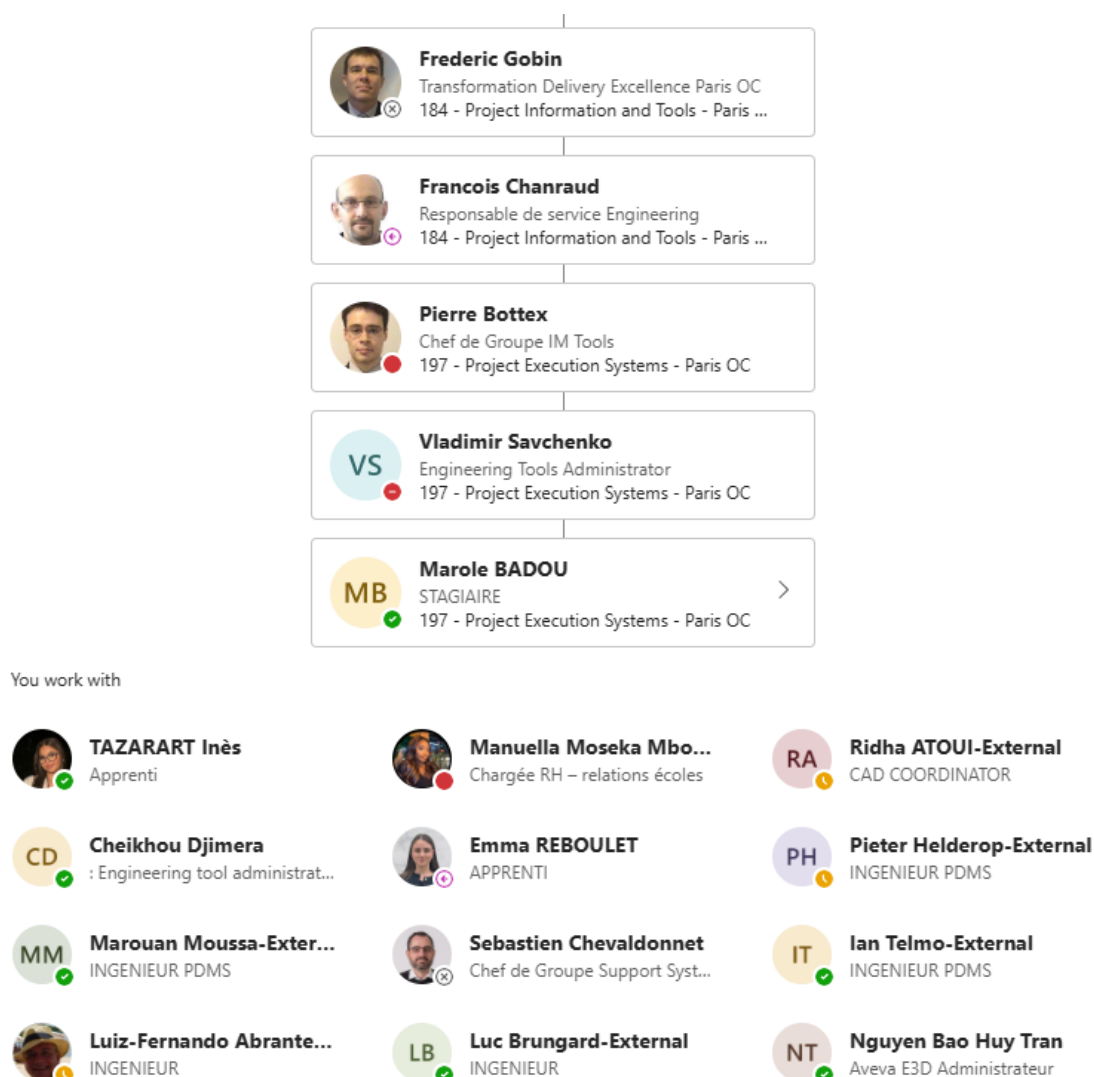 Frederic Gobin
Transformation Delivery Excellence Paris OC
184 - Project Information and Tools - Paris ...
Francois Chanraud
Responsable de service Engineering
184 - Project Information and Tools - Paris ...
Pierre Bottex
Chef de Groupe IM Tools
197 - Project Execution Systems - Paris OC
VS
Vladimir Savchenko
Engineering Tools Administrator
197 - Project Execution Systems - Paris OC
MB
Marole BADOU
STAGIAIRE
197 - Project Execution Systems - Paris OC
You work with
TAZARART Inès
Apprenti
Manuella Moseka Mbo...
Chargée RH – relations écoles
RA
Ridha ATOUI-External
CAD COORDINATOR
CD
Cheikhou Djimera
: Engineering tool administrat...
Emma REBOULET
APPRENTI
PH
Pieter Helderop-External
INGENIEUR PDMS
MM
Marouan Moussa-Exter...
INGENIEUR PDMS
Sebastien Chevaldonnet
Chef de Groupe Support Syst...
IT
Ian Telmo-External
INGENIEUR PDMS
Luiz-Fernando Abrante...
INGENIEUR
LB
Luc Brungard-External
INGENIEUR
NT
Nguyen Bao Huy Tran
Aveva E3D Administrateur